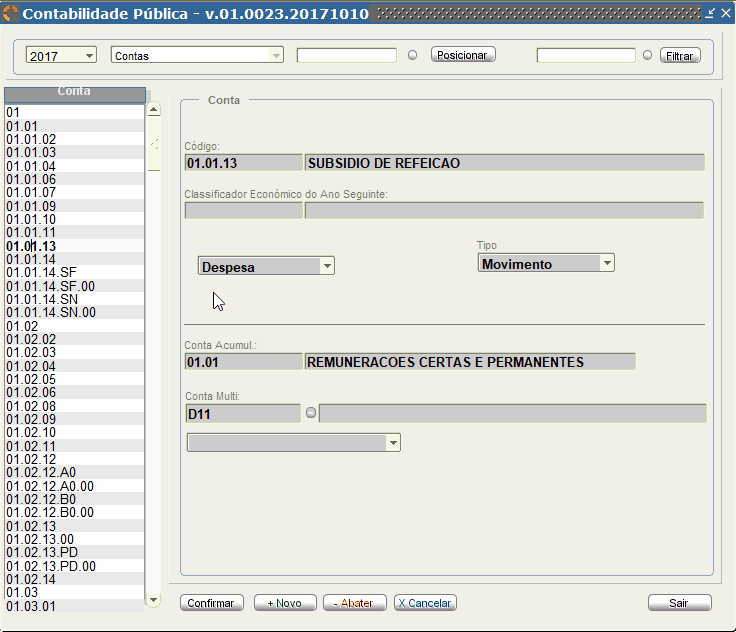 Contabilidade Pública - v.01.0023.20171010
2017 Contas Posicionar Filtrar
Conta
01
01.01
01.01.02
01.01.03
01.01.04
01.01.06
01.01.07
01.01.09
01.01.10
01.01.11
01.01.13
01.01.14
01.01.14.SF
01.01.14.SF.00
01.01.14.SN
01.01.14.SN.00
01.02
01.02.02
01.02.03
01.02.04
01.02.05
01.02.06
01.02.08
01.02.09
01.02.10
01.02.11
01.02.12
01.02.12.A0
01.02.12.A0.00
01.02.12.B0
01.02.12.B0.00
01.02.13
01.02.13.00
01.02.13.PD
01.02.13.PD.00
01.02.14
01.03
01.03.01
Conta
Código:
01.01.13 SUBSIDIO DE REFEICAO
Classificador Económico do Ano Seguinte:
Tipo
Despesa Movimento
Conta Acumul.:
01.01 REMUNERACOES CERTAS E PERMANENTES
Conta Multi:
D11
Confirmar + Novo - Abater X Cancelar Sair